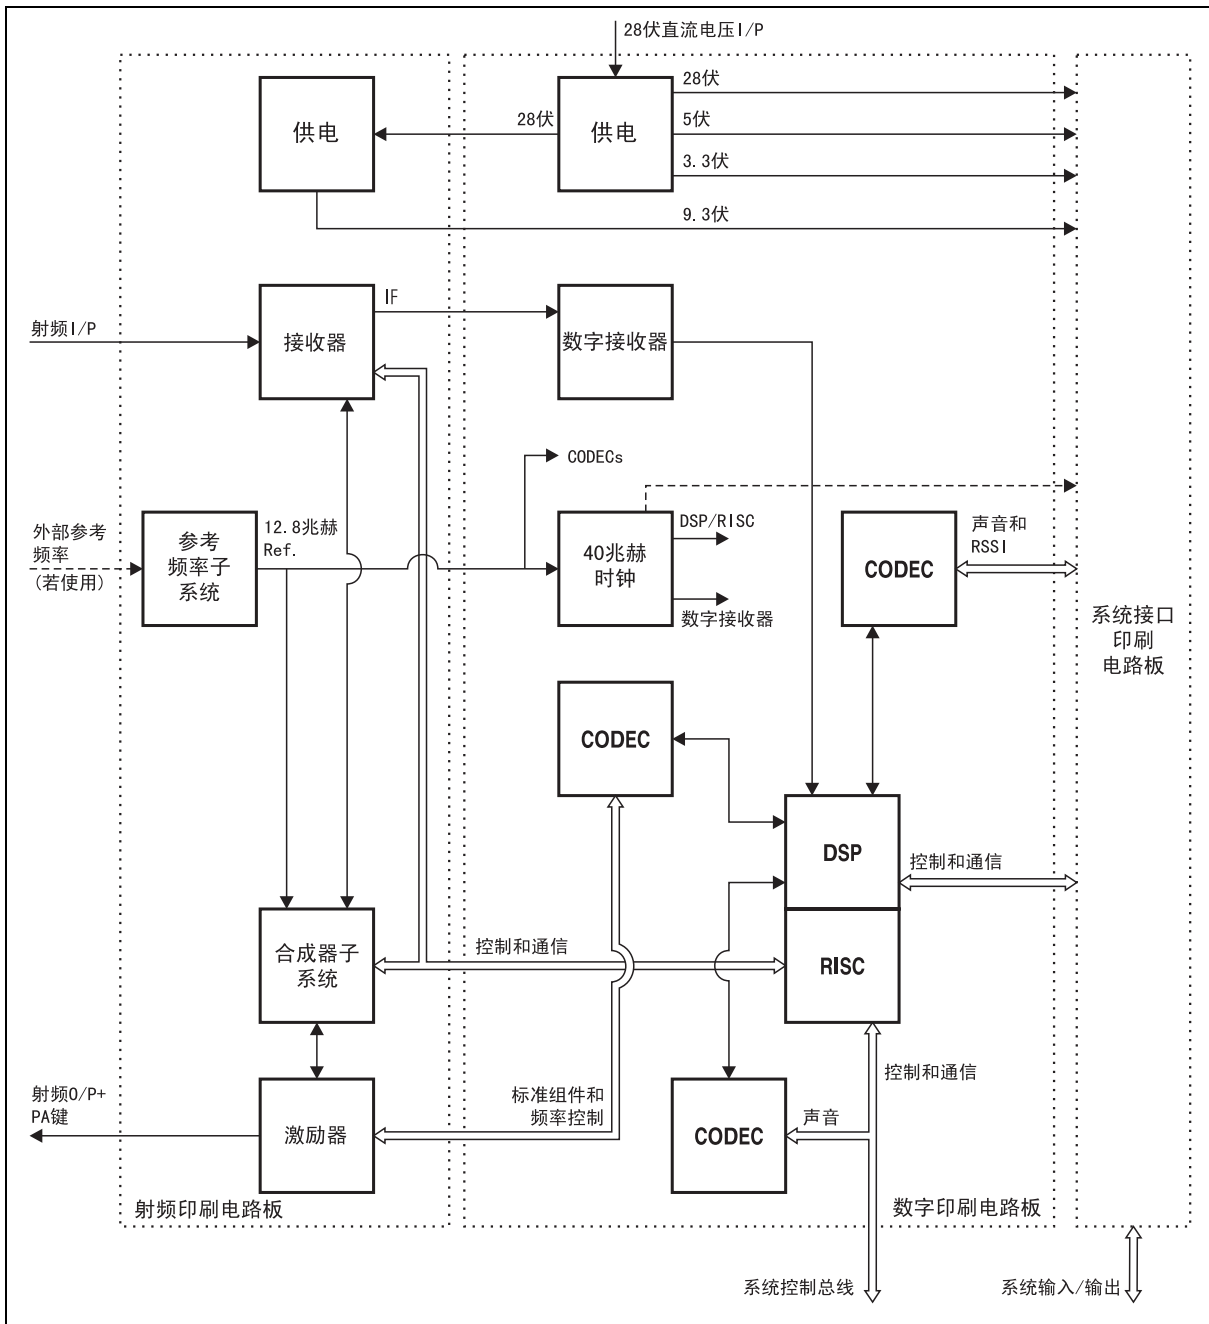 28伏直流电压I/P
28伏
供电
28伏
供电
5伏
3.3伏
9.3伏
IF
射频I/P
接收器
数字接收器
CODECs
外部参考
频率
(若使用)
参考
频率子
系统
12.8兆赫
Ref.
40兆赫
时钟
DSP/RISC
数字接收器
CODEC
声音和
RSSI
系统接口
印刷
电路板
CODEC
DSP
控制和通信
合成器子
系统
控制和通信
RISC
射频O/P+
PA键
激励器
标准组件和
频率控制
CODEC
声音
控制和通信
射频印刷电路板
数字印刷电路板
系统控制总线
系统输入/输出